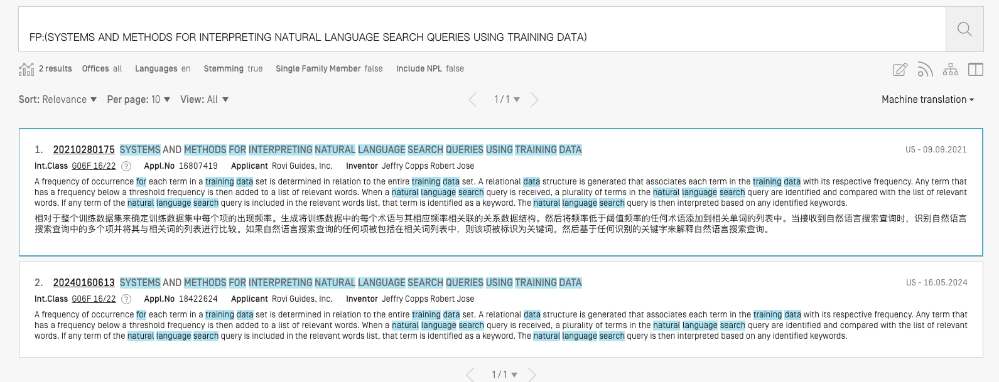 FP:(SYSTEMS AND METHODS FOR INTERPRETING NATURAL LANGUAGE SEARCH QUERIES USING TRAINING DATA)
2 results Offices all Languages en Stemming true Single Family Member false Include NPL false
Sort: Relevance ▼ Per page: 10 ▼ View: All ▼ 1 / 1 ▼ Machine translation
1. 20210280175 SYSTEMS AND METHODS FOR INTERPRETING NATURAL LANGUAGE SEARCH QUERIES USING TRAINING DATA US - 09.09.2021
Int.Class G06F 16/22 ? Appl.No 16807419 Applicant Rovi Guides, Inc. Inventor Jeffry Copps Robert Jose
A frequency of occurrence for each term in a training data set is determined in relation to the entire training data set. A relational data structure is generated that associates each term in the training data with its respective frequency. Any term that
has a frequency below a threshold frequency is then added to a list of relevant words. When a natural language search query is received, a plurality of terms in the natural language search query are identified and compared with the list of relevant
words. If any term of the natural language search query is included in the relevant words list, that term is identified as a keyword. The natural language search query is then interpreted based on any identified keywords.
相对于整个训练数据集来确定训练数据集中每个项的出现频率。生成将训练数据中的每个术语与其相应频率相关联的关系数据结构。然后将频率低于阈值频率的任何术语添加到相关单词的列表中。当接收到自然语言搜索查询时，识别自然语言
搜索查询中的多个项并将其与相关词的列表进行比较。如果自然语言搜索查询的任何项被包括在相关词列表中，则该项被标识为关键词。然后基于任何识别的关键字来解释自然语言搜索查询。
2. 20240160613 SYSTEMS AND METHODS FOR INTERPRETING NATURAL LANGUAGE SEARCH QUERIES USING TRAINING DATA US - 16.05.2024
Int.Class G06F 16/22 ? Appl.No 18422624 Applicant Rovi Guides, Inc. Inventor Jeffry Copps Robert Jose
A frequency of occurrence for each term in a training data set is determined in relation to the entire training data set. A relational data structure is generated that associates each term in the training data with its respective frequency. Any term that
has a frequency below a threshold frequency is then added to a list of relevant words. When a natural language search query is received, a plurality of terms in the natural language search query are identified and compared with the list of relevant
words. If any term of the natural language search query is included in the relevant words list, that term is identified as a keyword. The natural language search query is then interpreted based on any identified keywords.
1 / 1 ▼